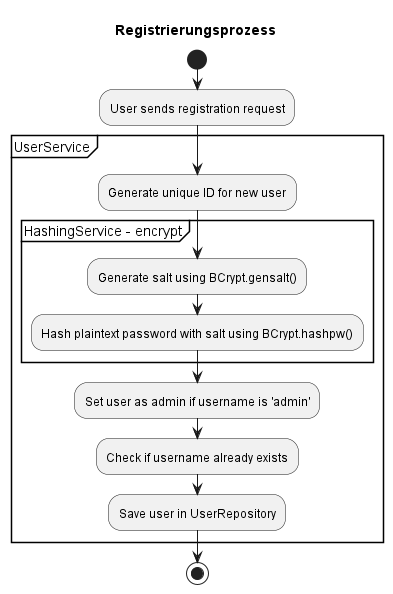 Registrierungsprozess
User sends registration request
UserService
Generate unique ID for new user
HashingService - encrypt
Generate salt using BCrypt.gensalt()
Hash plaintext password with salt using BCrypt.hashpw()
Set user as admin if username is 'admin'
Check if username already exists
Save user in UserRepository